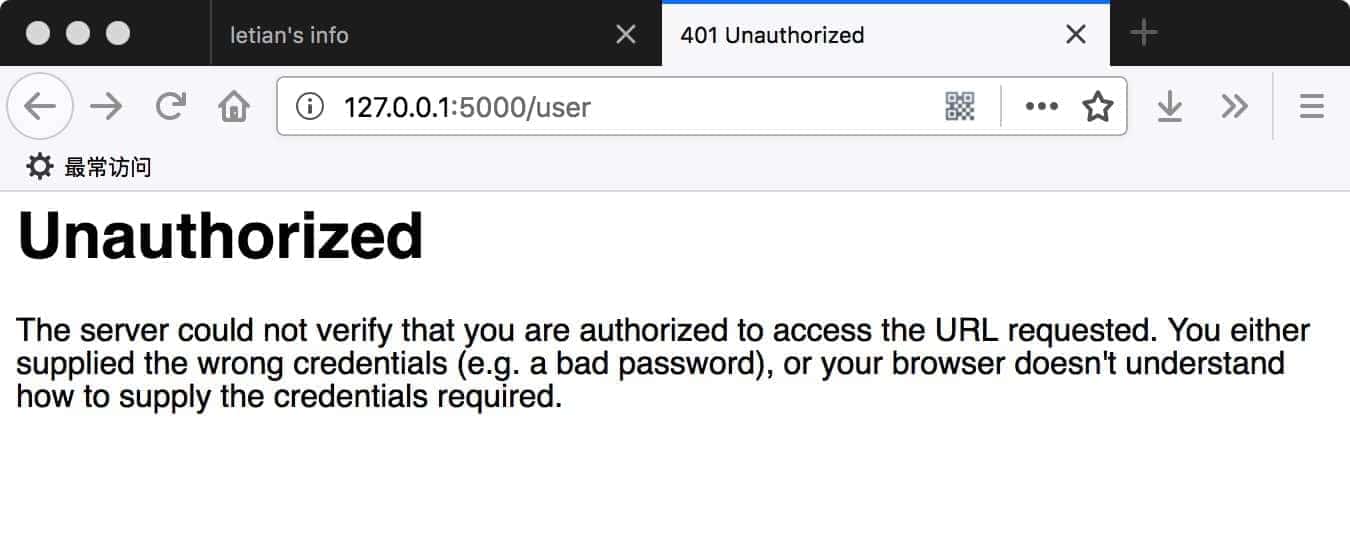 letian's info
401 Unauthorized
127.0.0.1:5000/user
最常访问
Unauthorized
The server could not verify that you are authorized to access the URL requested. You either
supplied the wrong credentials (e.g. a bad password), or your browser doesn't understand
how to supply the credentials required.